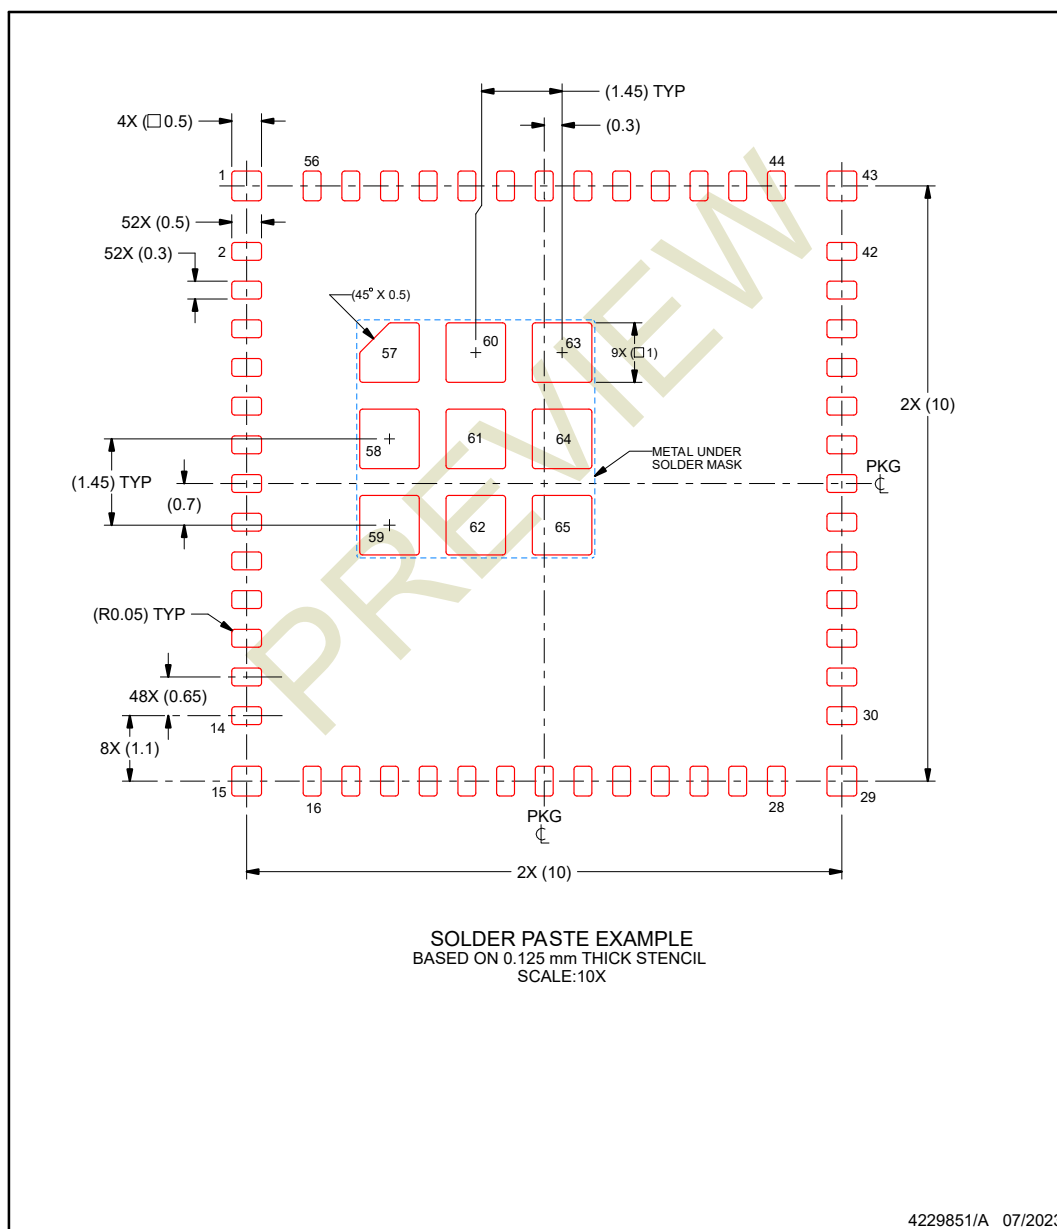 (1.45) TYP
4X (□ 0.5)
(0.3)
56
44
1
43
52X (0.5)
2
42
52X (0.3)
(45° X 0.5)
60
63
57
9X (□ 1)
2X (10)
58
61
64
METAL UNDER
SOLDER MASK
PKG
℄
(1.45) TYP
(0.7)
59
62
65
PREVIEW
(R0.05) TYP
48X (0.65)
14
30
8X (1.1)
15
16
28
29
PKG
℄
2X (10)
SOLDER PASTE EXAMPLE
BASED ON 0.125 mm THICK STENCIL
SCALE:10X
4229851/A 07/2023